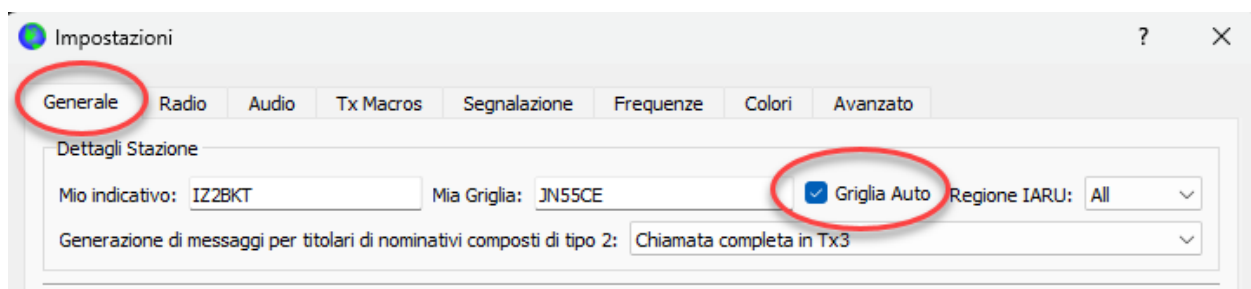 Impostazioni ? ×
Generale Radio Audio Tx Macros Segnalazione Frequenze Colori Avanzato
Dettagli Stazione
Mio indicativo: IZ2BKT Mia Griglia: JN55CE Griglia Auto Regione IARU: All
Generazione di messaggi per titolari di nominativi composti di tipo 2: Chiamata completa in Tx3